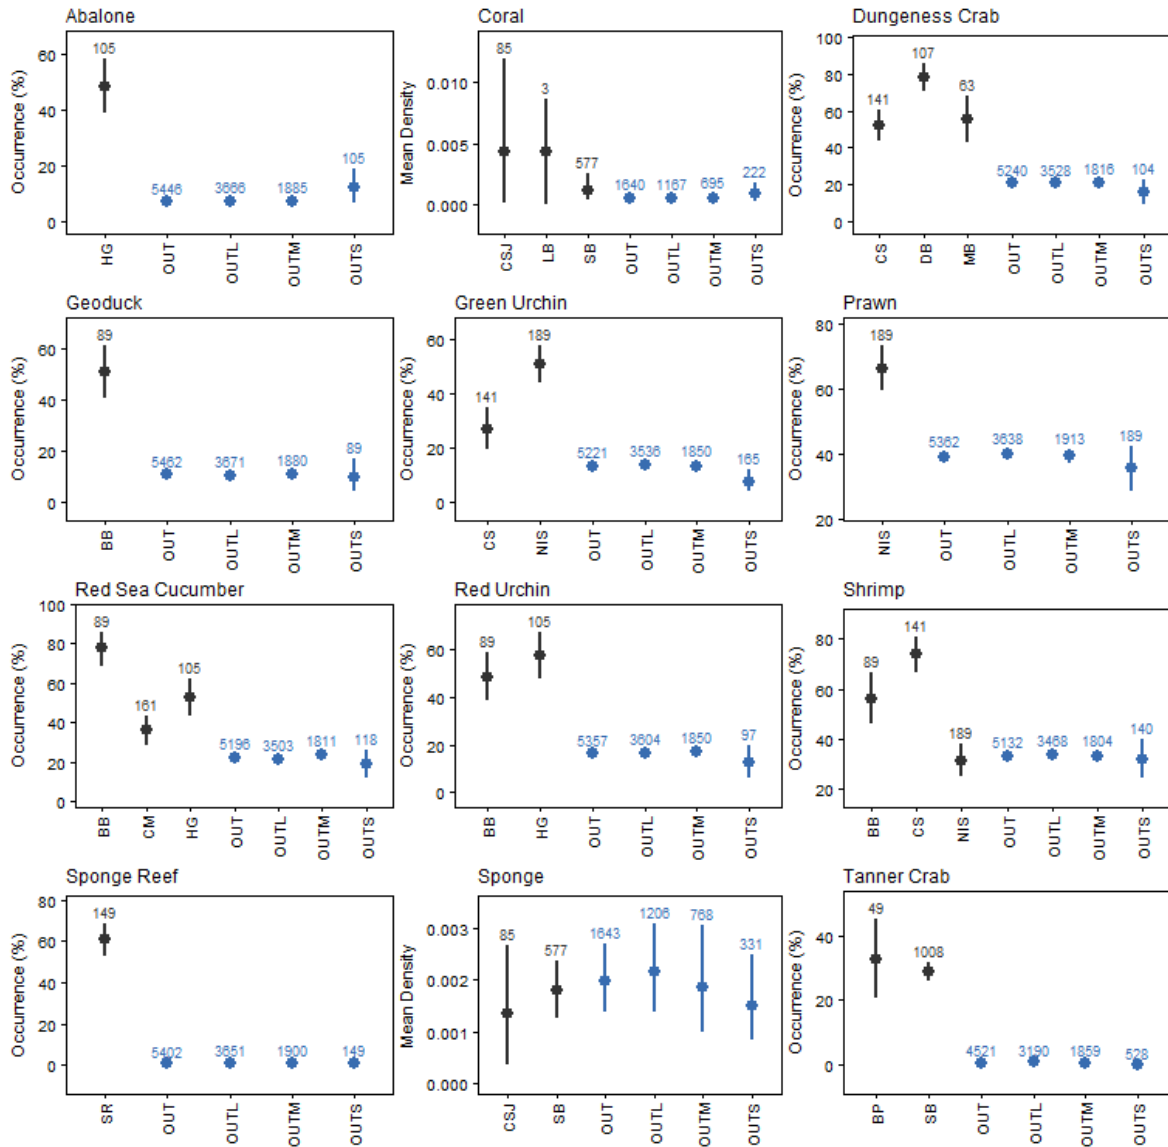 Abalone
Occurrence (%)
60
40
20
0
105
5446
3666
1885
105
HG
OUT
OUTL
OUTM
OUTS
Coral
Mean Density
0.010
0.005
0.000
85
3
577
1640
1167
695
222
CSJ
LB
SB
OUT
OUTL
OUTM
OUTS
Dungeness Crab
Occurrence (%)
100
80
60
40
20
0
141
107
63
5240
3528
1816
104
CS
DB
MB
OUT
OUTL
OUTM
OUTS
Geoduck
Occurrence (%)
60
40
20
0
89
5462
3671
1880
89
BB
OUT
OUTL
OUTM
OUTS
Green Urchin
Occurrence (%)
60
40
20
0
141
189
5221
3536
1850
165
CS
NIS
OUT
OUTL
OUTM
OUTS
Prawn
Occurrence (%)
80
60
40
20
189
5362
3638
1913
189
NIS
OUT
OUTL
OUTM
OUTS
Red Sea Cucumber
Occurrence (%)
100
80
60
40
20
0
89
161
105
5196
3503
1811
118
BB
CM
HG
OUT
OUTL
OUTM
OUTS
Red Urchin
Occurrence (%)
60
40
20
0
89
105
5357
3604
1850
97
BB
HG
OUT
OUTL
OUTM
OUTS
Shrimp
Occurrence (%)
80
60
40
20
89
141
189
5132
3468
1804
140
BB
CS
NIS
OUT
OUTL
OUTM
OUTS
Sponge Reef
Occurrence (%)
80
60
40
20
0
149
5402
3651
1900
149
SR
OUT
OUTL
OUTM
OUTS
Sponge
Mean Density
0.003
0.002
0.001
0.000
85
577
1643
1206
768
331
CSJ
SB
OUT
OUTL
OUTM
OUTS
Tanner Crab
Occurrence (%)
40
20
0
49
1008
4521
3190
1859
528
BP
SB
OUT
OUTL
OUTM
OUTS